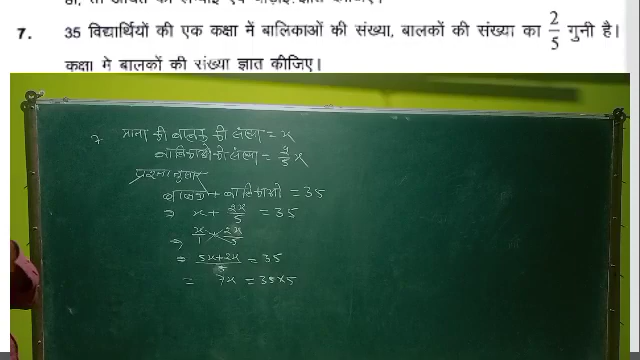 7. 35 विद्यार्थियों की एक कक्षा में बालिकाओं की संख्या, बालकों की संख्या का 2/5 गुनी है।
कक्षा मे बालकों की संख्या ज्ञात कीजिए।
7 माना की बालक की संख्या = x
बालिकाओं की संख्या = 2/5 x
प्रश्नानुसार
बालक + बालिकाओं = 35
⇒ x + 2x/5 = 35
⇒ x/1 + 2x/5
= 5x+2x/5 = 35
= 7x = 35×5